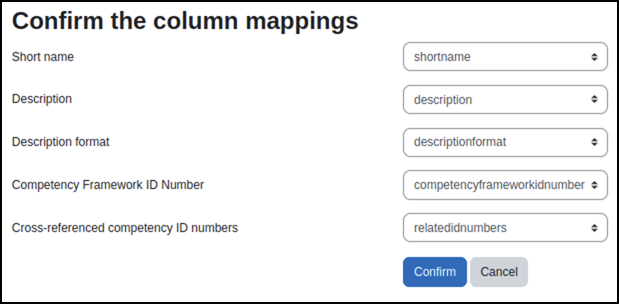 Confirm the column mappings
Short name shortname
Description description
Description format descriptionformat
Competency Framework ID Number competencyframeworkidnumber
Cross-referenced competency ID numbers relatedidnumbers
Confirm Cancel